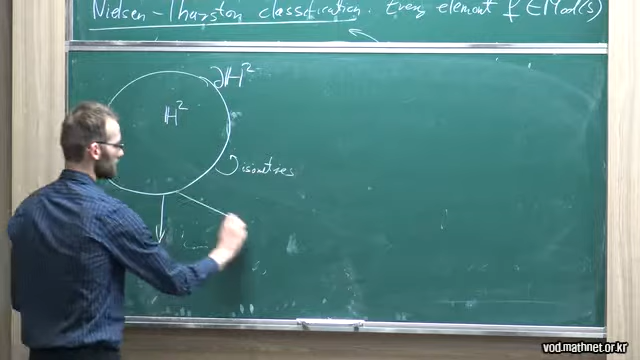 Nielsen-Thurston classification. Every element f ∈ Mod(S)
∂ℍ²
ℍ²
isometries
vod.mathnet.or.kr